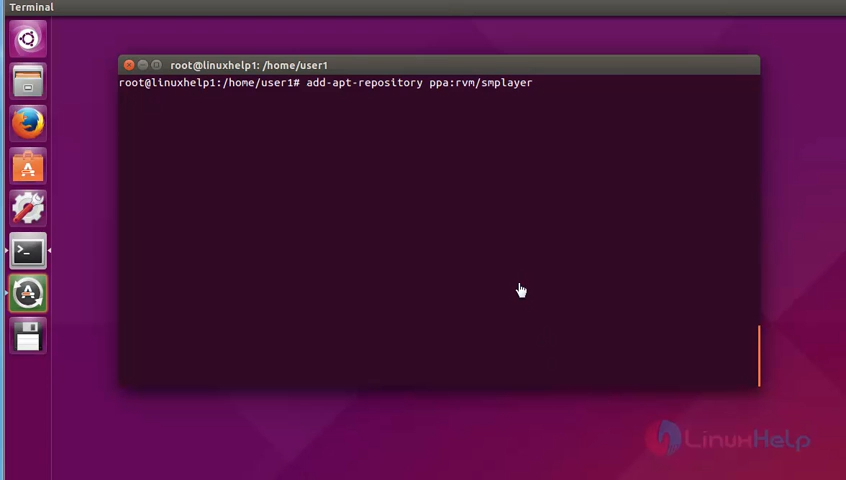 Terminal
root@linuxhelp1: /home/user1
root@linuxhelp1:/home/user1# add-apt-repository ppa:rvm/smplayer
LinuxHelp